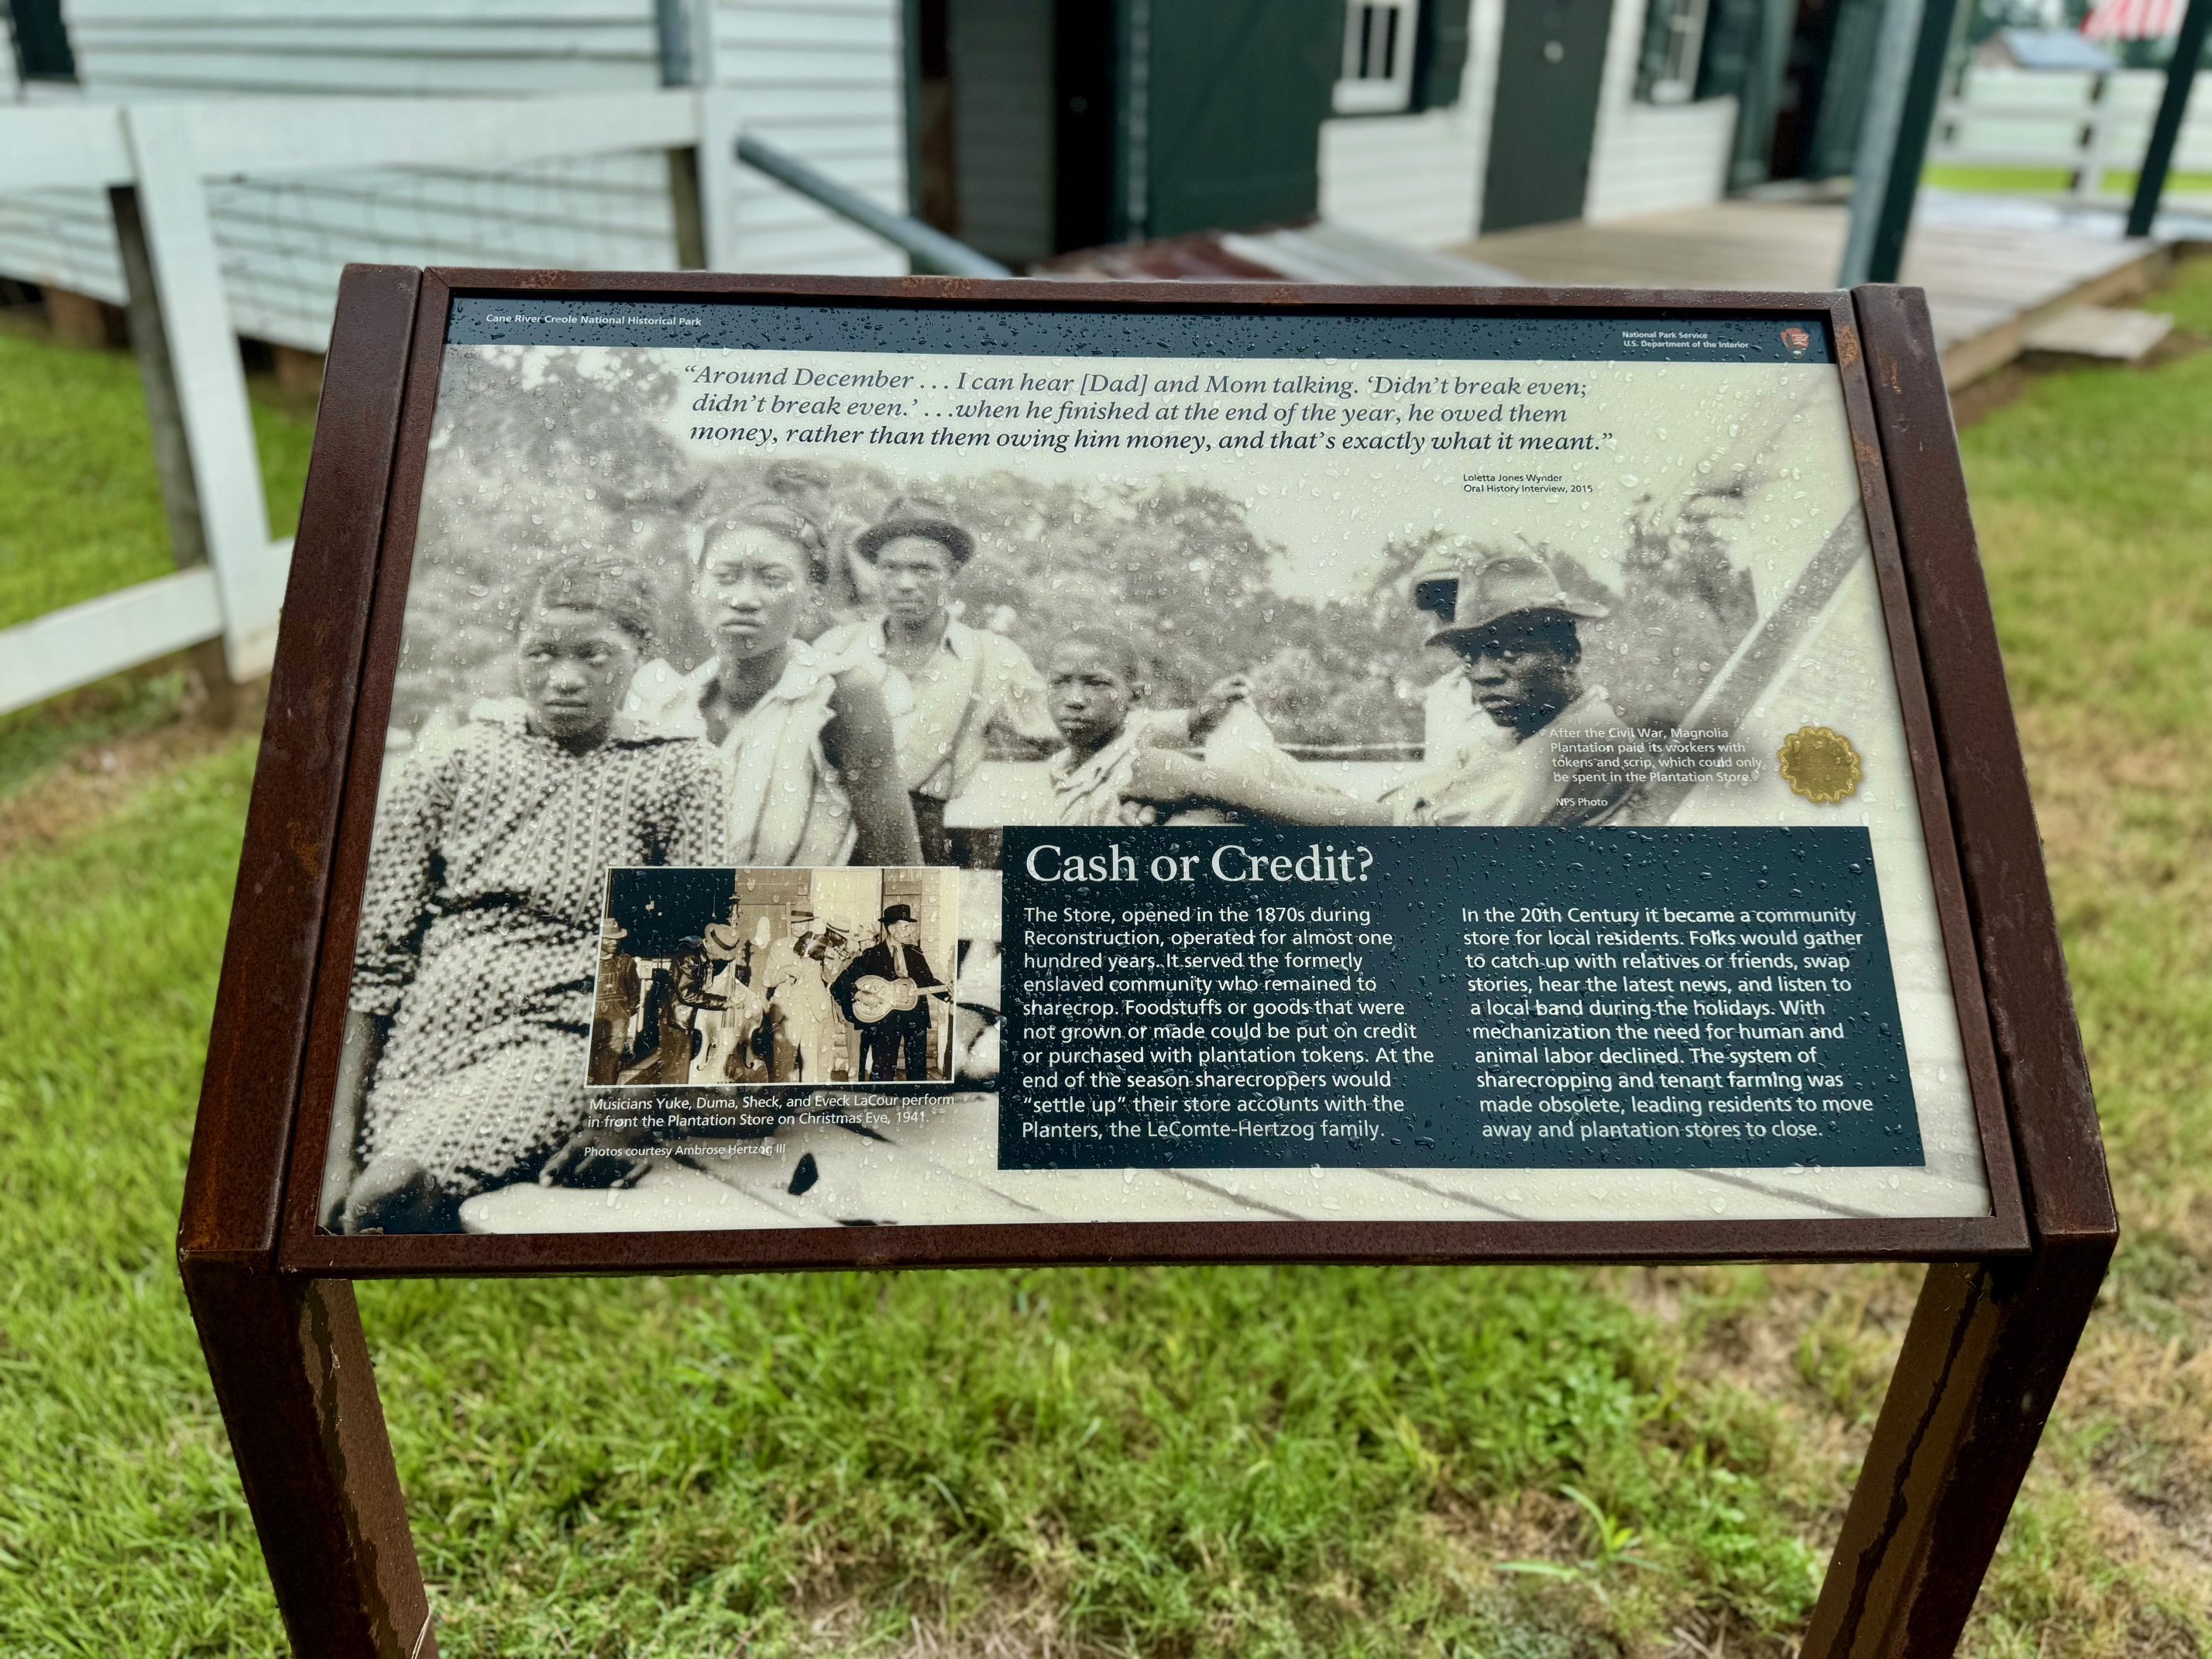 Cane River Creole National Historical Park
National Park Service
U.S. Department of the Interior
“Around December . . . I can hear [Dad] and Mom talking. ‘Didn’t break even;
didn’t break even.’ . . .when he finished at the end of the year, he owed them
money, rather than them owing him money, and that’s exactly what it meant.”
Loletta Jones Wynder
Oral History Interview, 2015
After the Civil War, Magnolia
Plantation paid its workers with
tokens and scrip, which could only
be spent in the Plantation Store.
NPS Photo
Cash or Credit?
The Store, opened in the 1870s during
Reconstruction, operated for almost one
hundred years. It served the formerly
enslaved community who remained to
sharecrop. Foodstuffs or goods that were
not grown or made could be put on credit
or purchased with plantation tokens. At the
end of the season sharecroppers would
“settle up” their store accounts with the
Planters, the LeComte-Hertzog family.
In the 20th Century it became a community
store for local residents. Folks would gather
to catch up with relatives or friends, swap
stories, hear the latest news, and listen to
a local band during the holidays. With
mechanization the need for human and
animal labor declined. The system of
sharecropping and tenant farming was
made obsolete, leading residents to move
away and plantation stores to close.
Musicians Yuke, Duma, Sheck, and Eveck LaCour perform
in front the Plantation Store on Christmas Eve, 1941.
Photos courtesy Ambrose Hertzog III